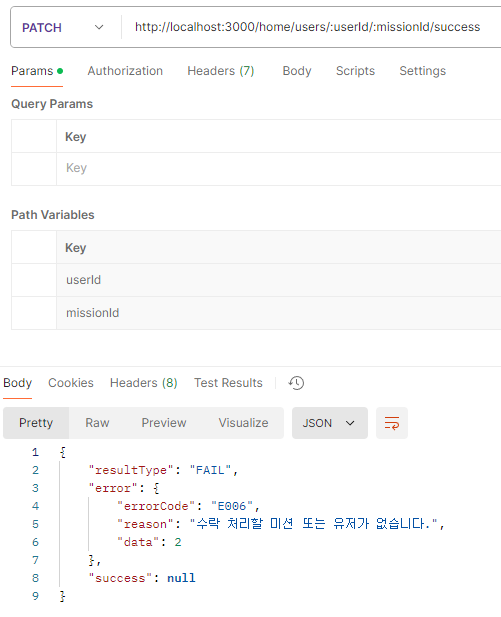 PATCH http://localhost:3000/home/users/:userId/:missionId/success
Params Authorization Headers (7) Body Scripts Settings
Query Params
Key
Key
Path Variables
Key
userId
missionId
Body Cookies Headers (8) Test Results
Pretty Raw Preview Visualize JSON
1 {
2 "resultType": "FAIL",
3 "error": {
4 "errorCode": "E006",
5 "reason": "수락 처리할 미션 또는 유저가 없습니다.",
6 "data": 2
7 },
8 "success": null
9 }